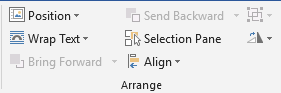 Position
Send Backward
Wrap Text
Selection Pane
Bring Forward
Align
Arrange